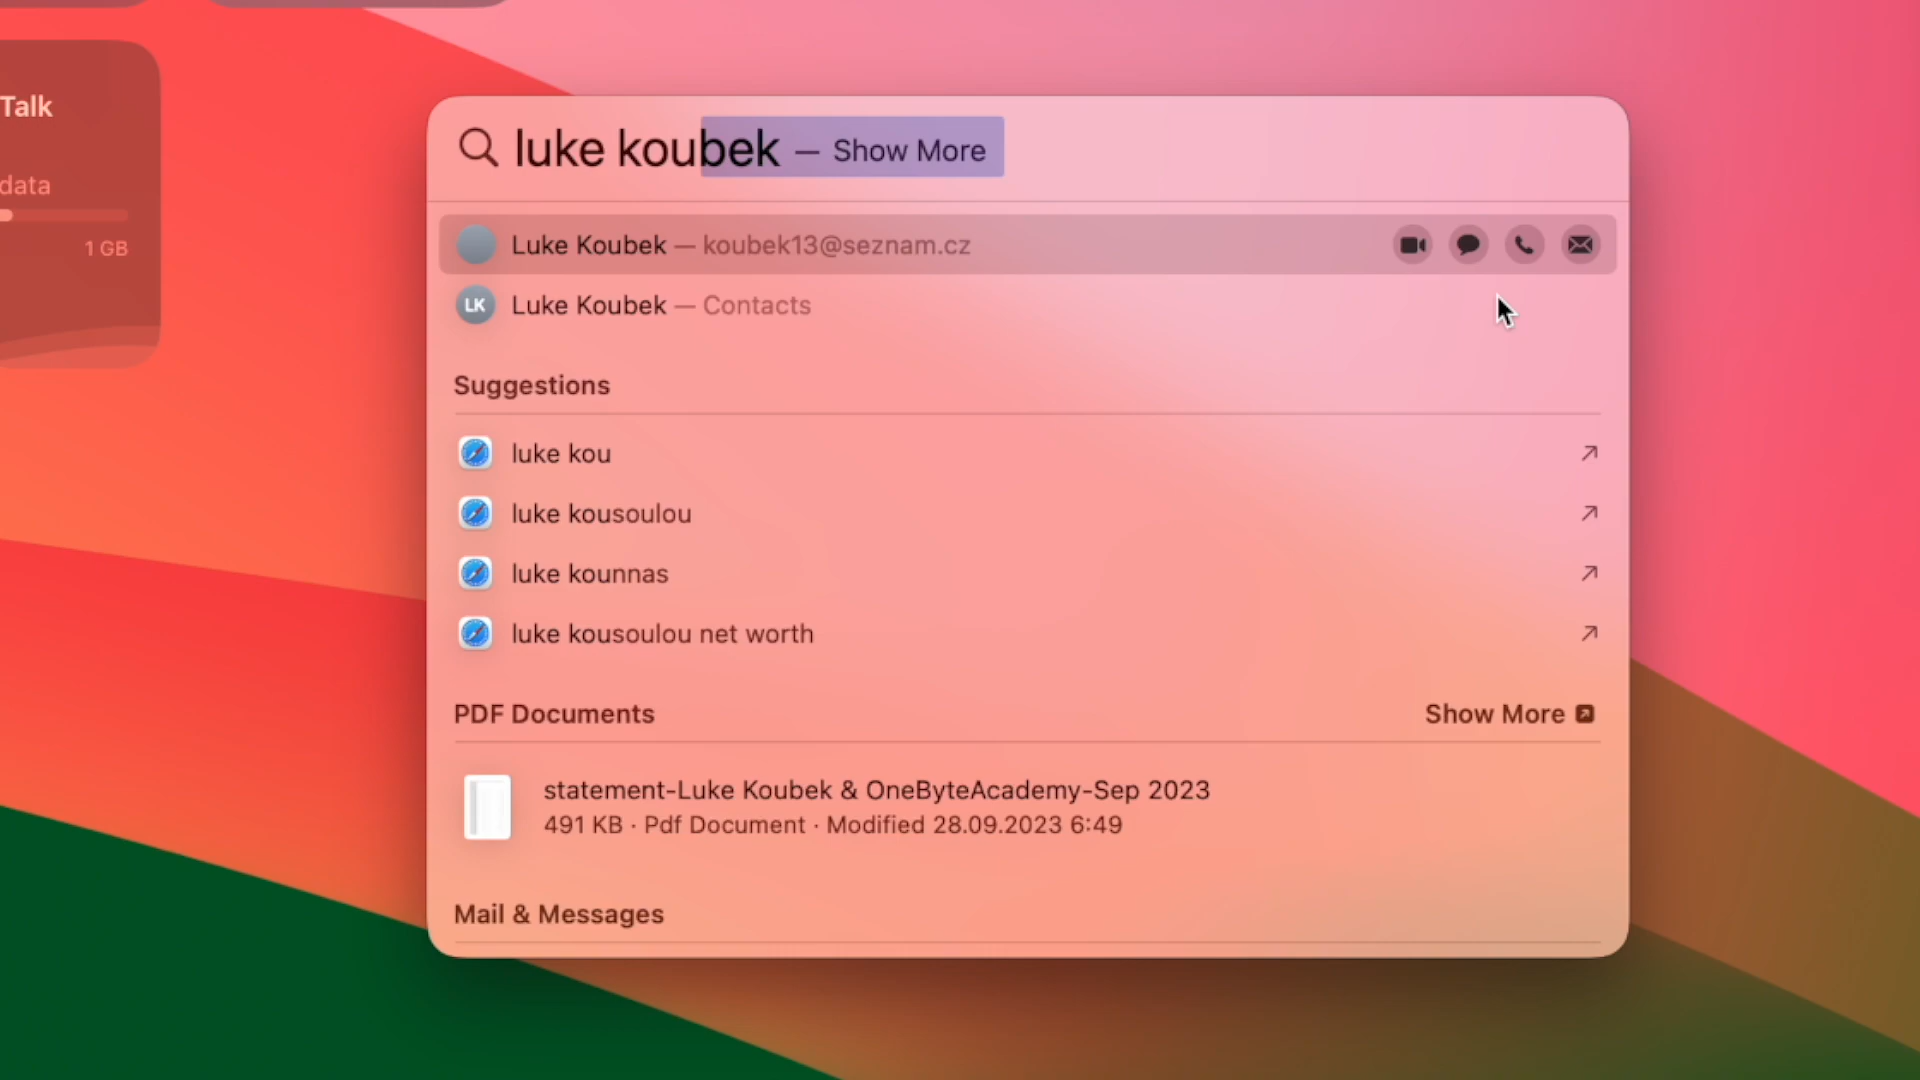 Talk
data
1 GB
luke koubek — Show More
Luke Koubek — koubek13@seznam.cz
LK Luke Koubek — Contacts
Suggestions
luke kou
luke kousoulou
luke kounnas
luke kousoulou net worth
PDF Documents Show More
statement-Luke Koubek & OneByteAcademy-Sep 2023
491 KB · Pdf Document · Modified 28.09.2023 6:49
Mail & Messages